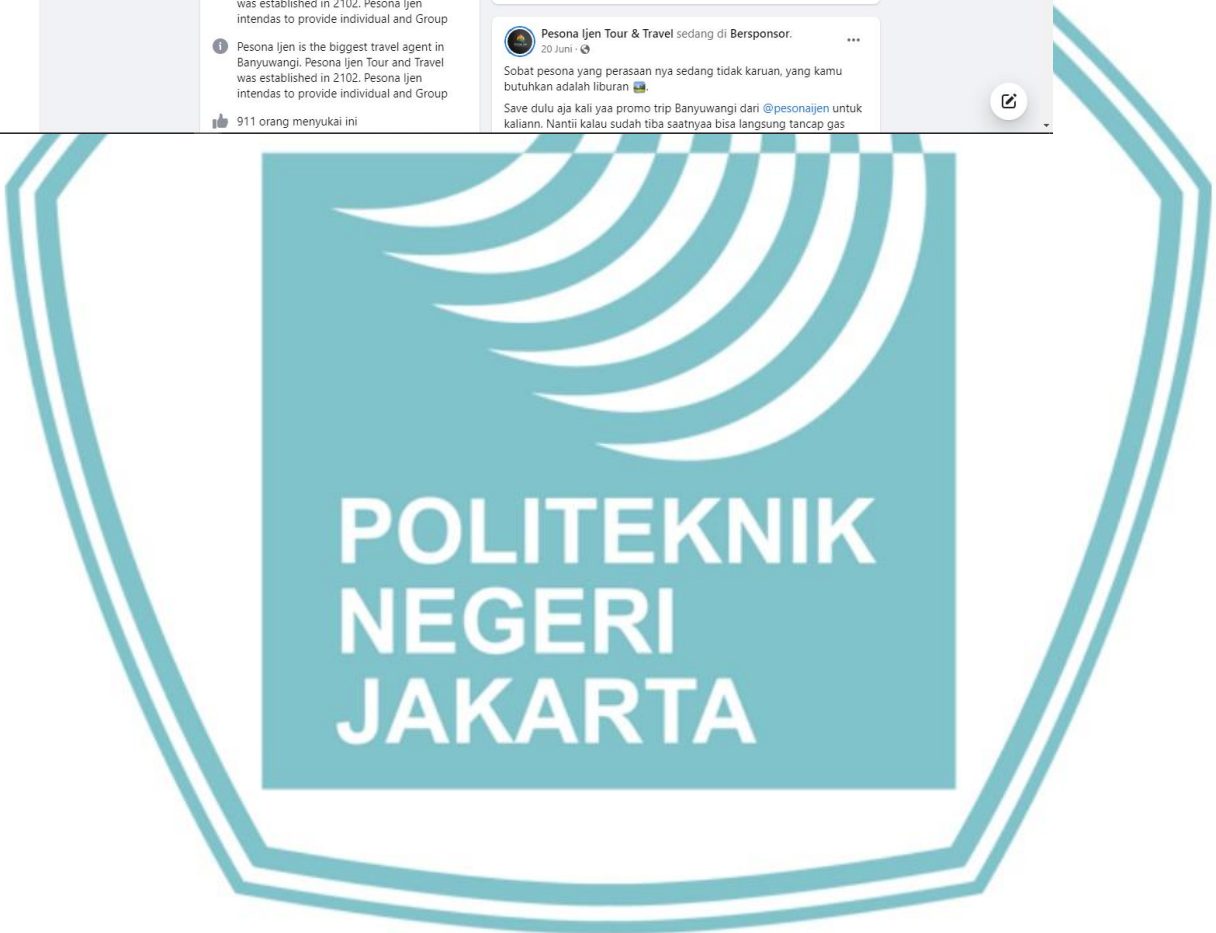 was established in 2102. Pesona Ijen
intendas to provide individual and Group
Pesona Ijen is the biggest travel agent in
Banyuwangi. Pesona Ijen Tour and Travel
was established in 2102. Pesona Ijen
intendas to provide individual and Group
911 orang menyukai ini
Pesona Ijen Tour & Travel sedang di Bersponsor.
20 Juni ·
Sobat pesona yang perasaan nya sedang tidak karuan, yang kamu
butuhkan adalah liburan 🏞️.
Save dulu aja kali yaa promo trip Banyuwangi dari @pesonaijen untuk
kaliann. Nantii kalau sudah tiba saatnyaa bisa langsung tancap gas
POLITEKNIK
NEGERI
JAKARTA